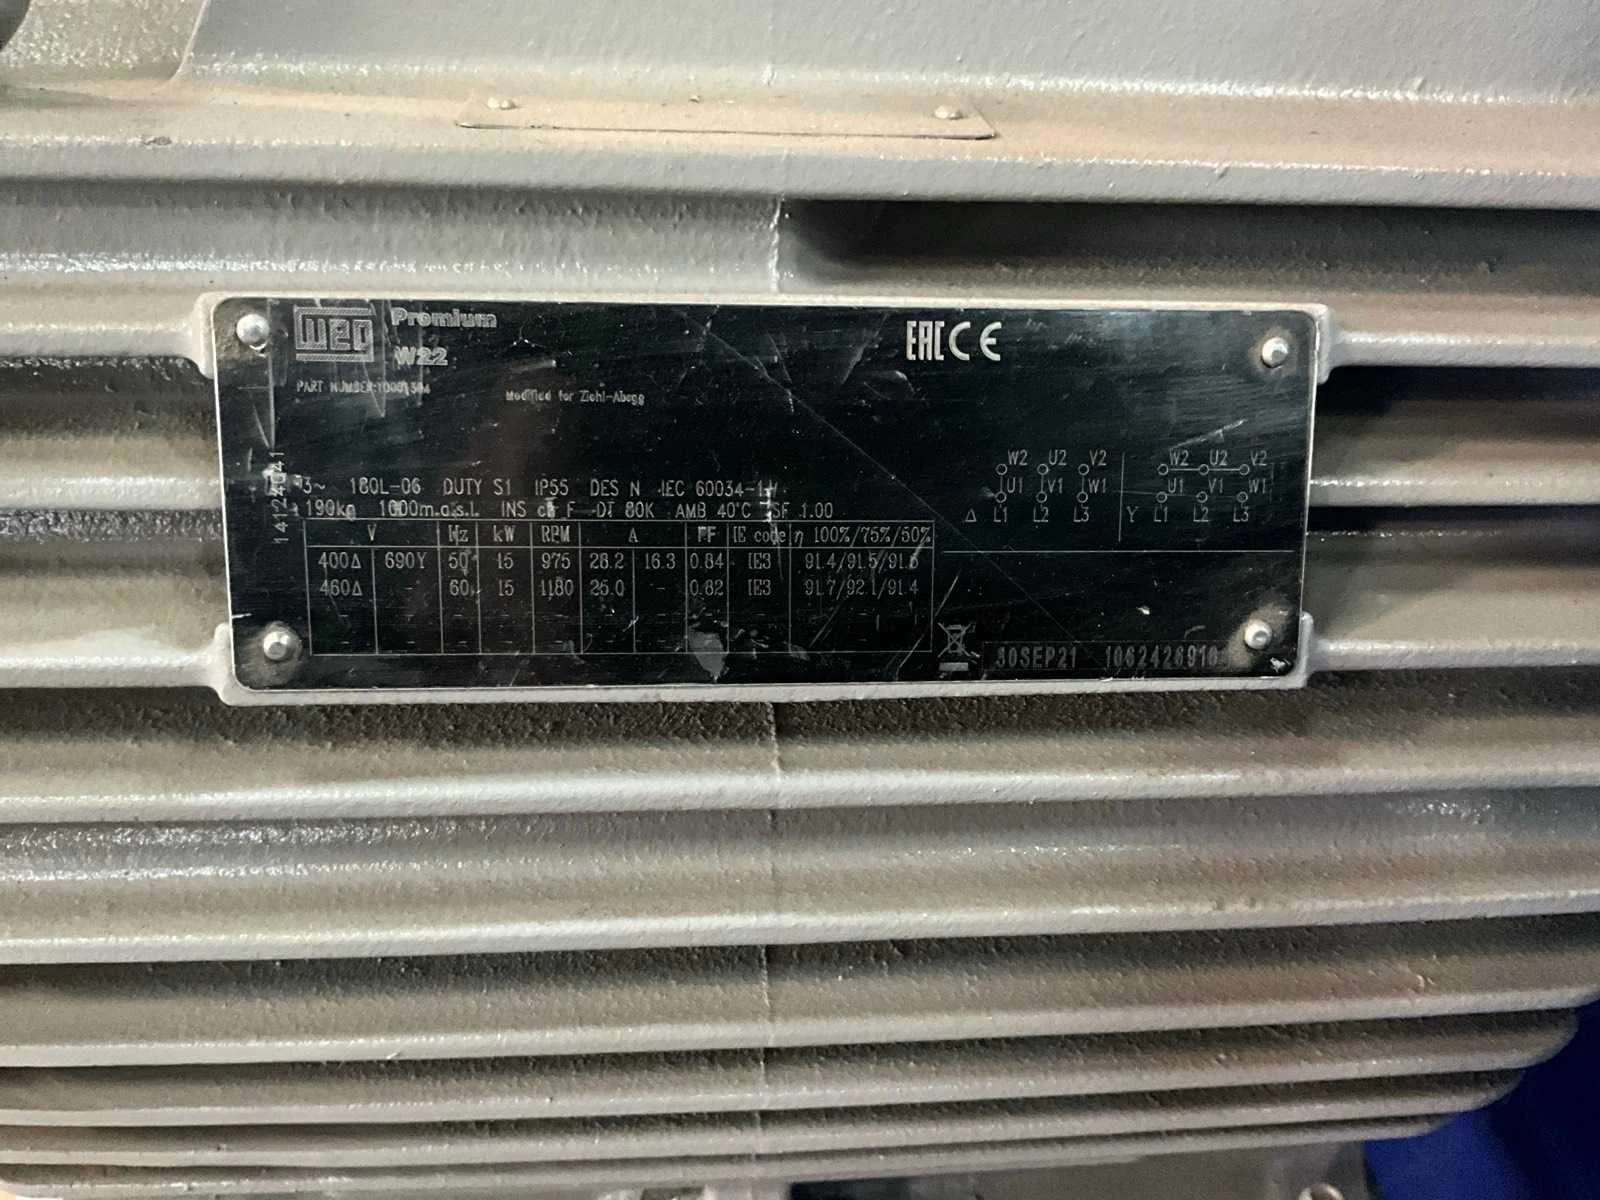 WEG Premium
W22
EAC CE
PART NUMBER:
Modified for Ziehl-Abegg
3~ 180L-06 DUTY S1 IP55 DES N IEC 60034-1
190kg 1000m.a.s.l. INS cl. F DT 80K AMB 40°C SF 1.00
V Hz kW RPM A PF IE code η 100%/75%/50%
400Δ 690Y 50 15 975 28.2 16.3 0.84 IE3 91.4/91.5/91.5
460Δ - 60 15 1180 25.0 - 0.82 IE3 91.7/92.1/91.4
W2 U2 V2 W2 U2 V2
U1 V1 W1 U1 V1 W1
Δ L1 L2 L3 Y L1 L2 L3
30SEP21 1062426916